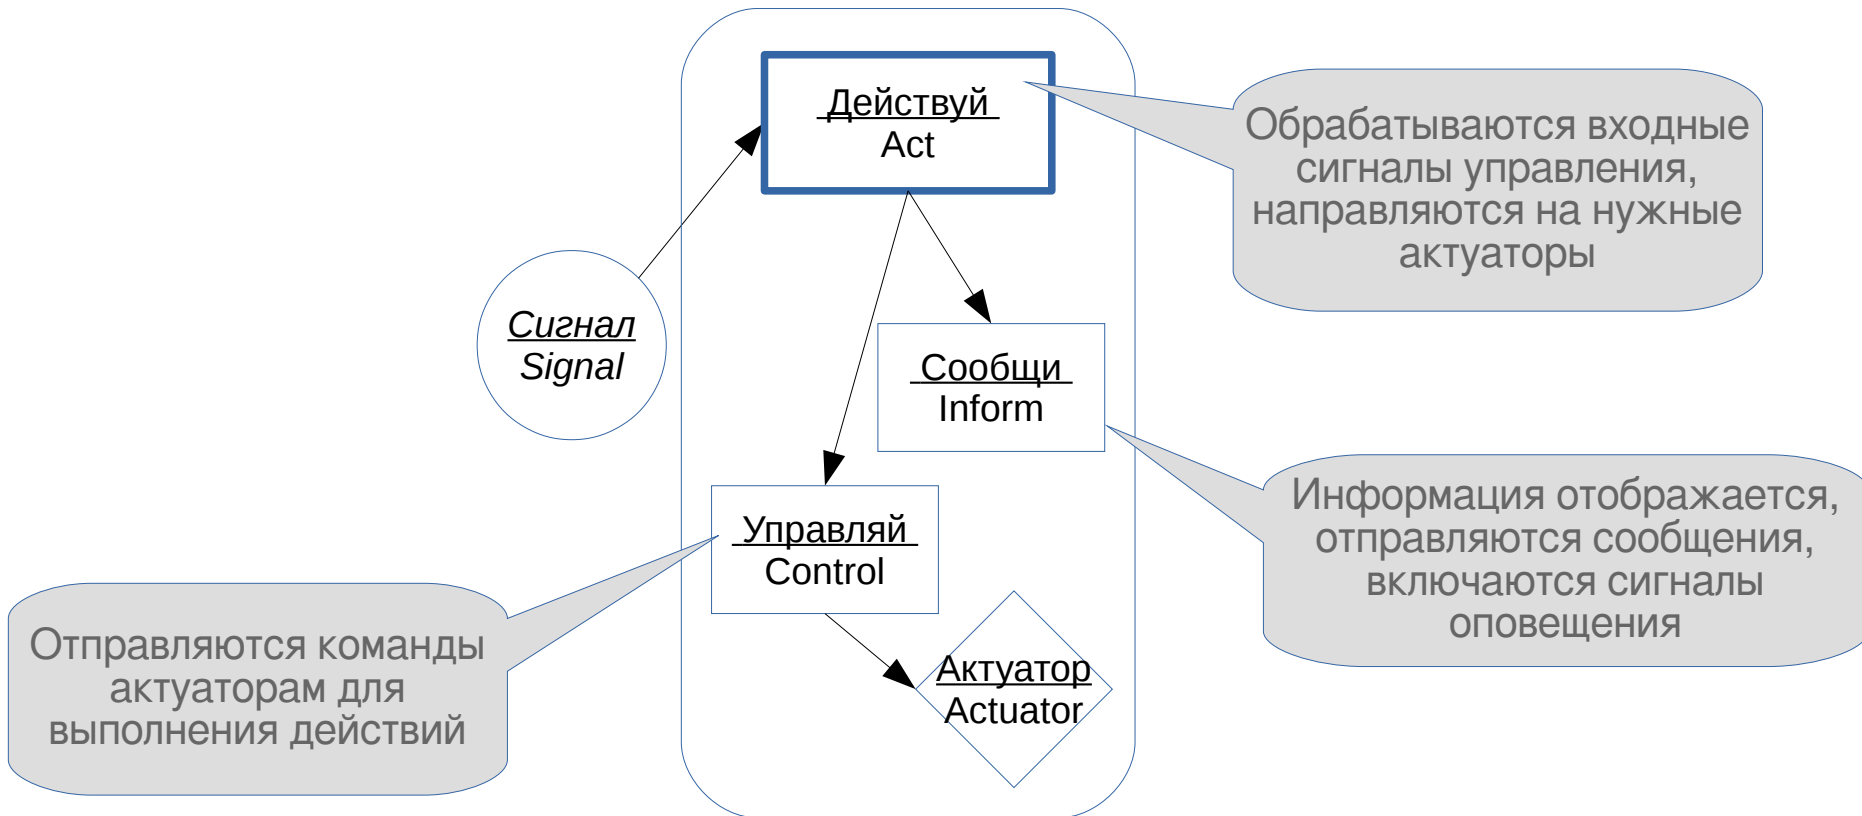 Действуй
Act
Обрабатываются входные
сигналы управления,
направляются на нужные
актуаторы
Сигнал
Signal
Сообщи
Inform
Информация отображается,
отправляются сообщения,
включаются сигналы
оповещения
Управляй
Control
Отправляются команды
актуаторам для
выполнения действий
Актуатор
Actuator